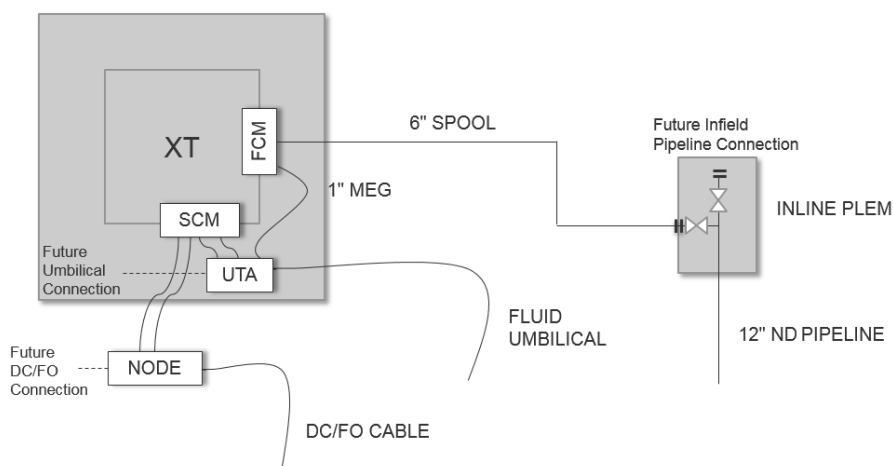 6" SPOOL
Future Infield
Pipeline Connection
XT
FCM
1" MEG
INLINE PLEM
SCM
Future
Umbilical
Connection
UTA
FLUID
UMBILICAL
12" ND PIPELINE
Future
DC/FO
Connection
NODE
DC/FO CABLE